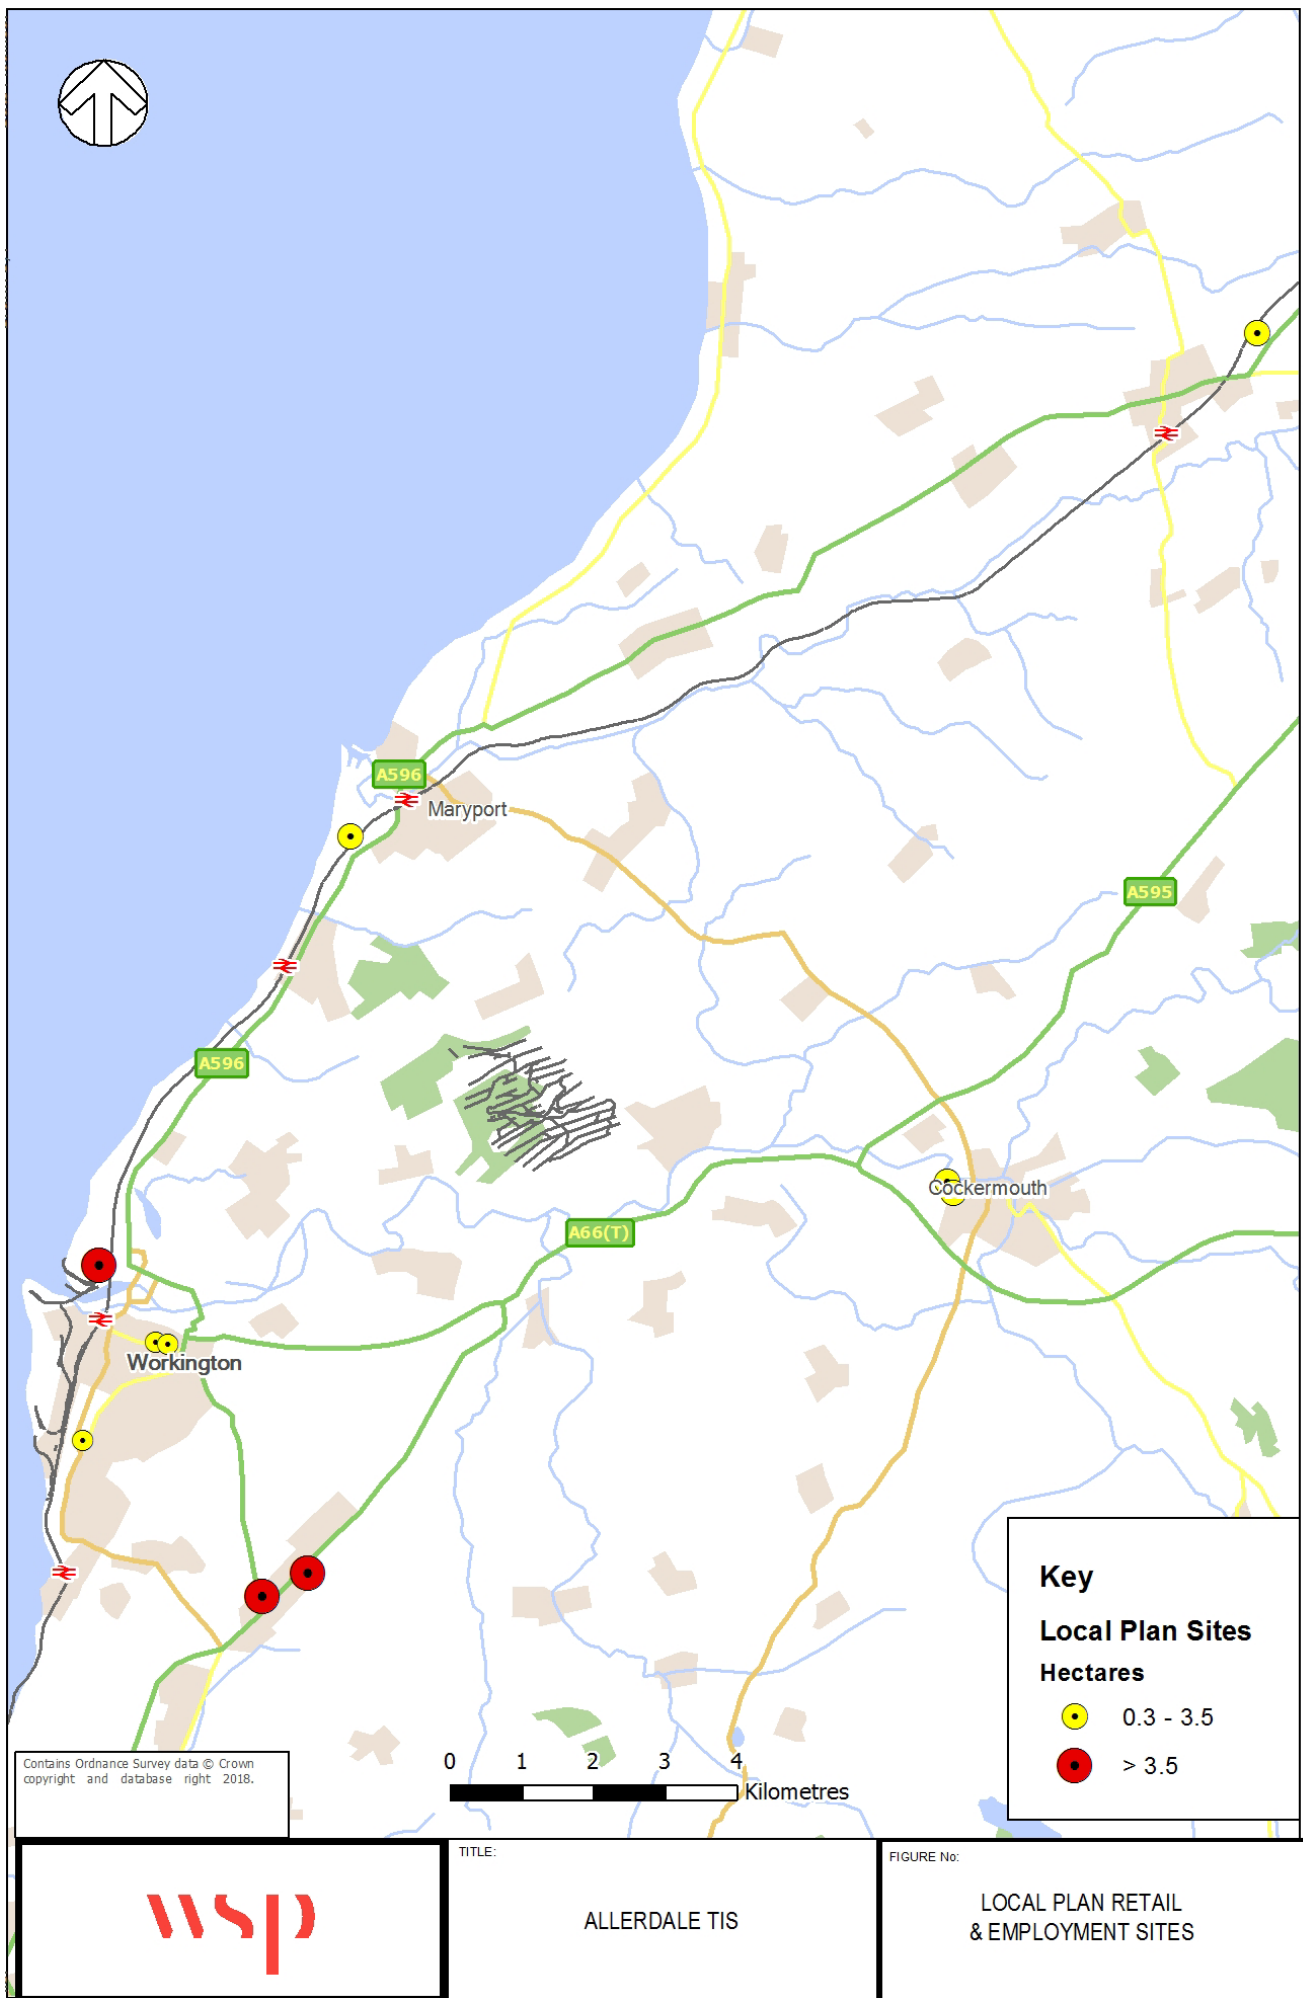 A596
Maryport
A595
A596
Cockermouth
A66(T)
Workington
Key
Local Plan Sites
Hectares
0.3 - 3.5
> 3.5
0 1 2 3 4
Kilometres
Contains Ordnance Survey data © Crown
copyright and database right 2018.
wsp
TITLE:
ALLERDALE TIS
FIGURE No:
LOCAL PLAN RETAIL
& EMPLOYMENT SITES